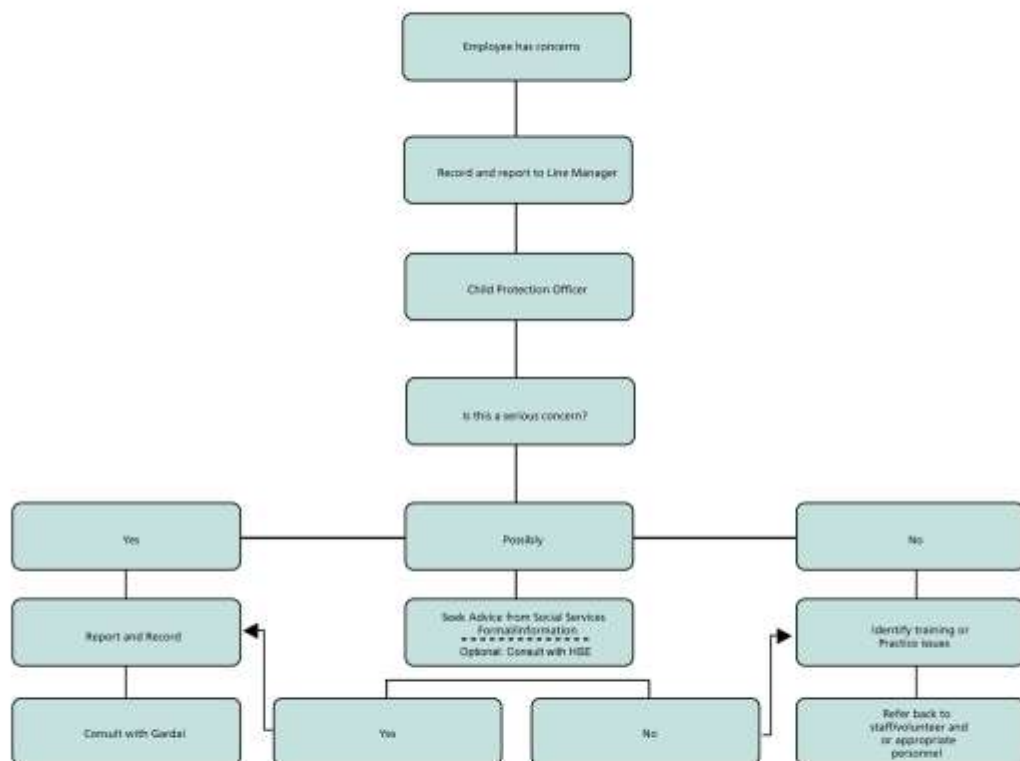 Employee has concerns
Record and report to Line Manager
Child Protection Officer
Is this a serious concern?
Yes
Possibly
No
Report and Record
Seek Advice from Social Services
Formal/Information
Optional: Consult with HSE
Identify training or
Practice issues
Consult with Gardaí
Yes
No
Refer back to
staff/volunteer and
or appropriate
personnel